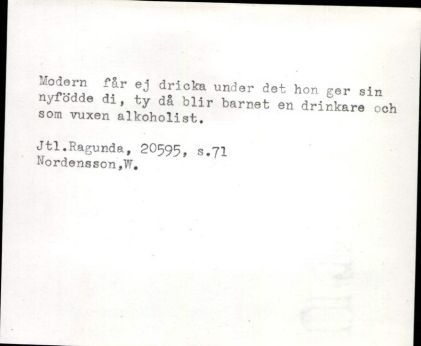 Modern får ej dricka under det hon ger sin
nyfödde di, ty då blir barnet en drinkare och
som vuxen alkoholist.
Jtl.Ragunda, 20595, s.71
Nordensson,W.